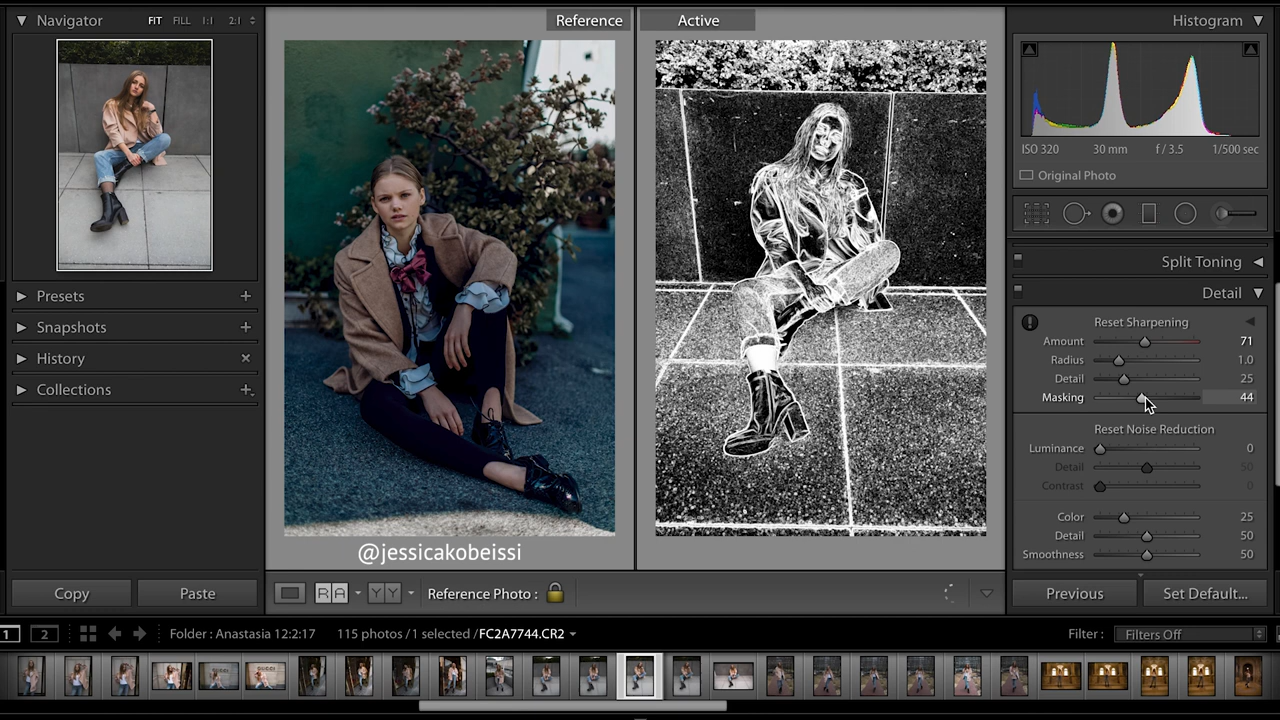 Navigator FIT FILL 1:1 2:1
Reference
Active
Histogram
ISO 320 30 mm f / 3.5 1/500 sec
Original Photo
Split Toning
Detail
Reset Sharpening
Amount 71
Radius 1.0
Detail 25
Masking 44
Reset Noise Reduction
Luminance 0
Detail 50
Contrast 0
Color 25
Detail 50
Smoothness 50
Presets
Snapshots
History
Collections
@jessicakobeissi
Copy Paste
R A Y Y Reference Photo :
Previous Set Default...
1 2 Folder : Anastasia 12:2:17 115 photos / 1 selected / FC2A7744.CR2 Filter : Filters Off
GUCCI